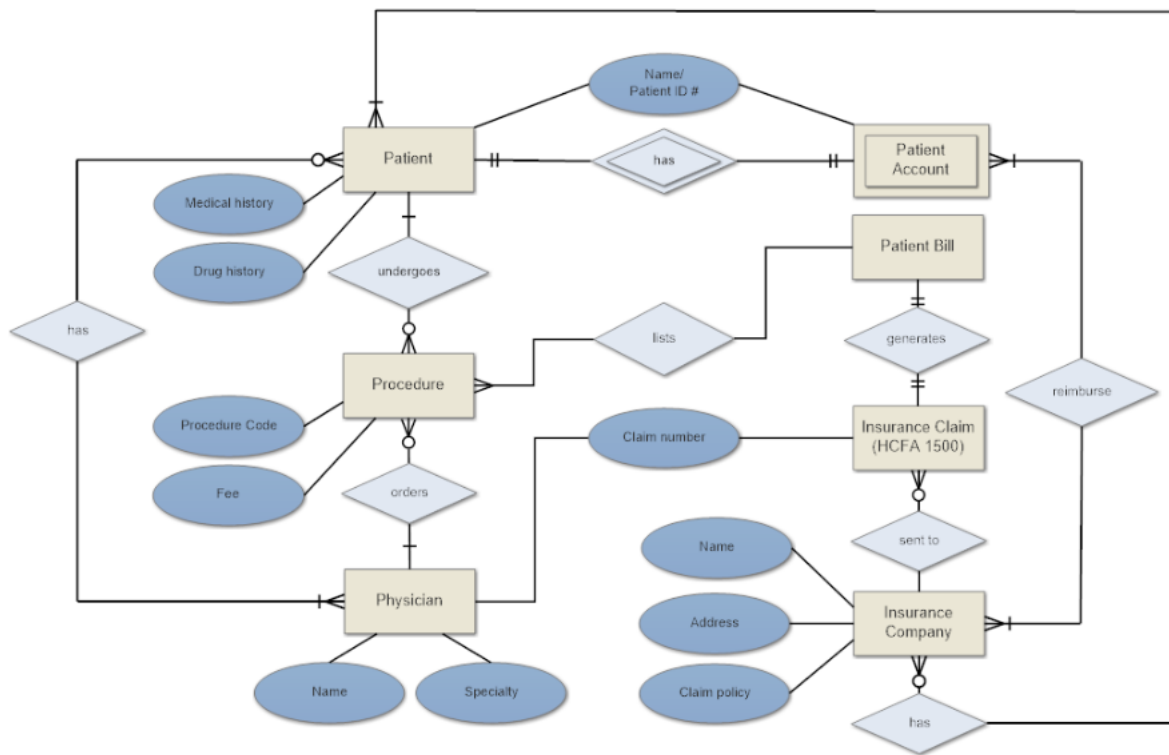 Name/
Patient ID #
Patient
has
Patient
Account
Medical history
Patient Bill
Drug history
undergoes
has
lists
generates
Procedure
reimburse
Procedure Code
Claim number
Insurance Claim
(HCFA 1500)
Fee
orders
Name
sent to
Physician
Address
Insurance
Company
Name
Specialty
Claim policy
has